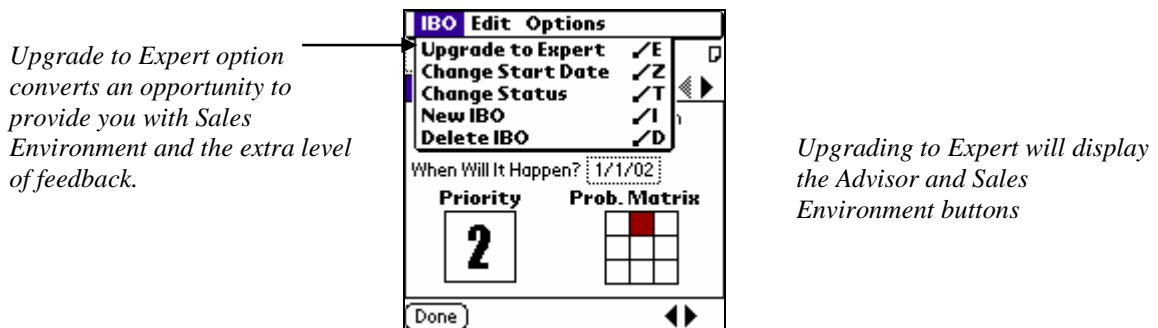 Upgrade to Expert option
converts an opportunity to
provide you with Sales
Environment and the extra level
of feedback.
IBO Edit Options
Upgrade to Expert /E
Change Start Date /Z
Change Status /T
New IBO /I
Delete IBO /D
When Will It Happen? 1/1/02
Priority Prob. Matrix
2
Done
Upgrading to Expert will display
the Advisor and Sales
Environment buttons